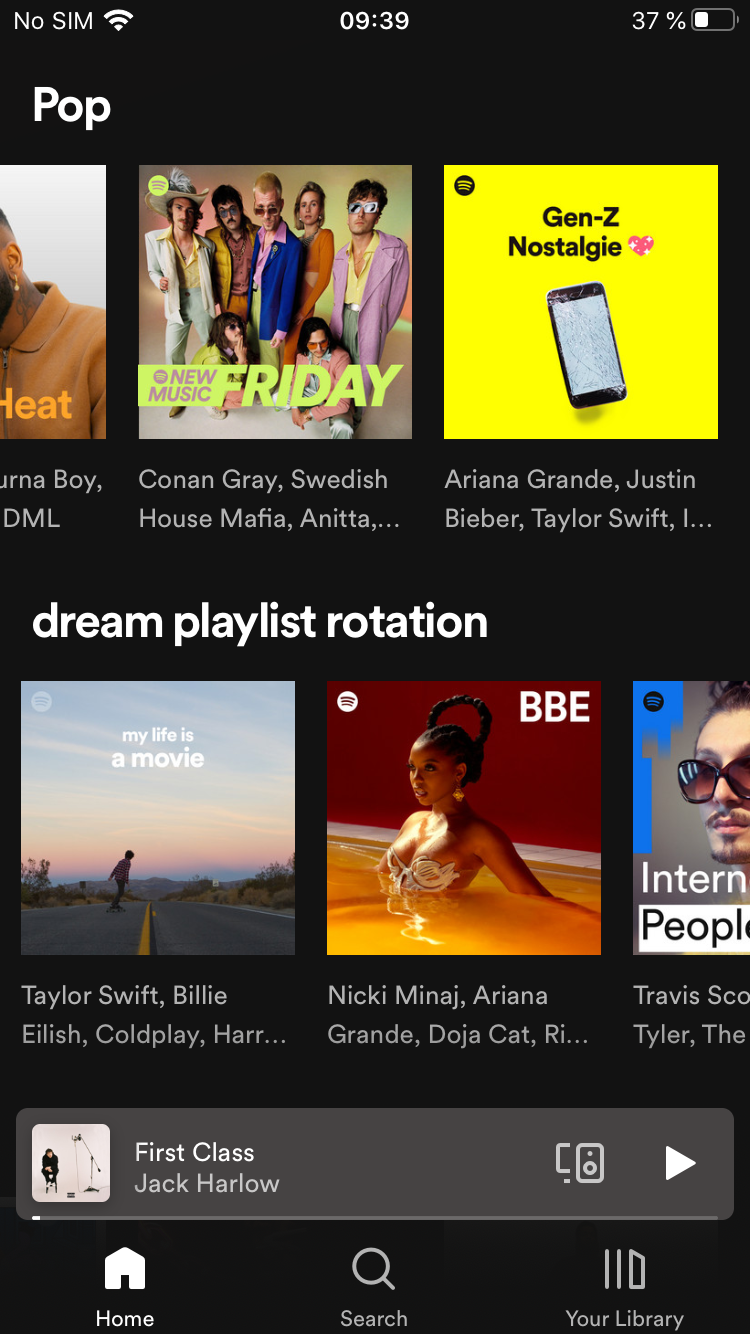 No SIM 09:39 37 %
Pop
Heat
NEW MUSIC FRIDAY
Gen-Z
Nostalgie
urna Boy,
DML
Conan Gray, Swedish
House Mafia, Anitta,...
Ariana Grande, Justin
Bieber, Taylor Swift, I...
dream playlist rotation
my life is
a movie
BBE
Intern
People
Taylor Swift, Billie
Eilish, Coldplay, Harr...
Nicki Minaj, Ariana
Grande, Doja Cat, Ri...
Travis Sco
Tyler, The
First Class
Jack Harlow
Home Search Your Library